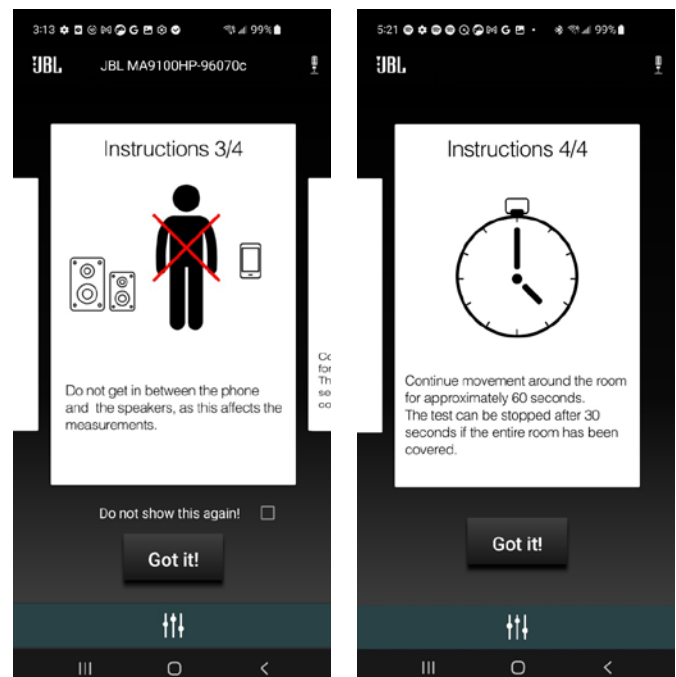 3:13 99%
JBL JBL MA9100HP-96070c
Instructions 3/4
Do not get in between the phone
and the speakers, as this affects the
measurements.
Do not show this again!
Got it!
5:21 99%
JBL
Instructions 4/4
Continue movement around the room
for approximately 60 seconds.
The test can be stopped after 30
seconds if the entire room has been
covered.
Got it!